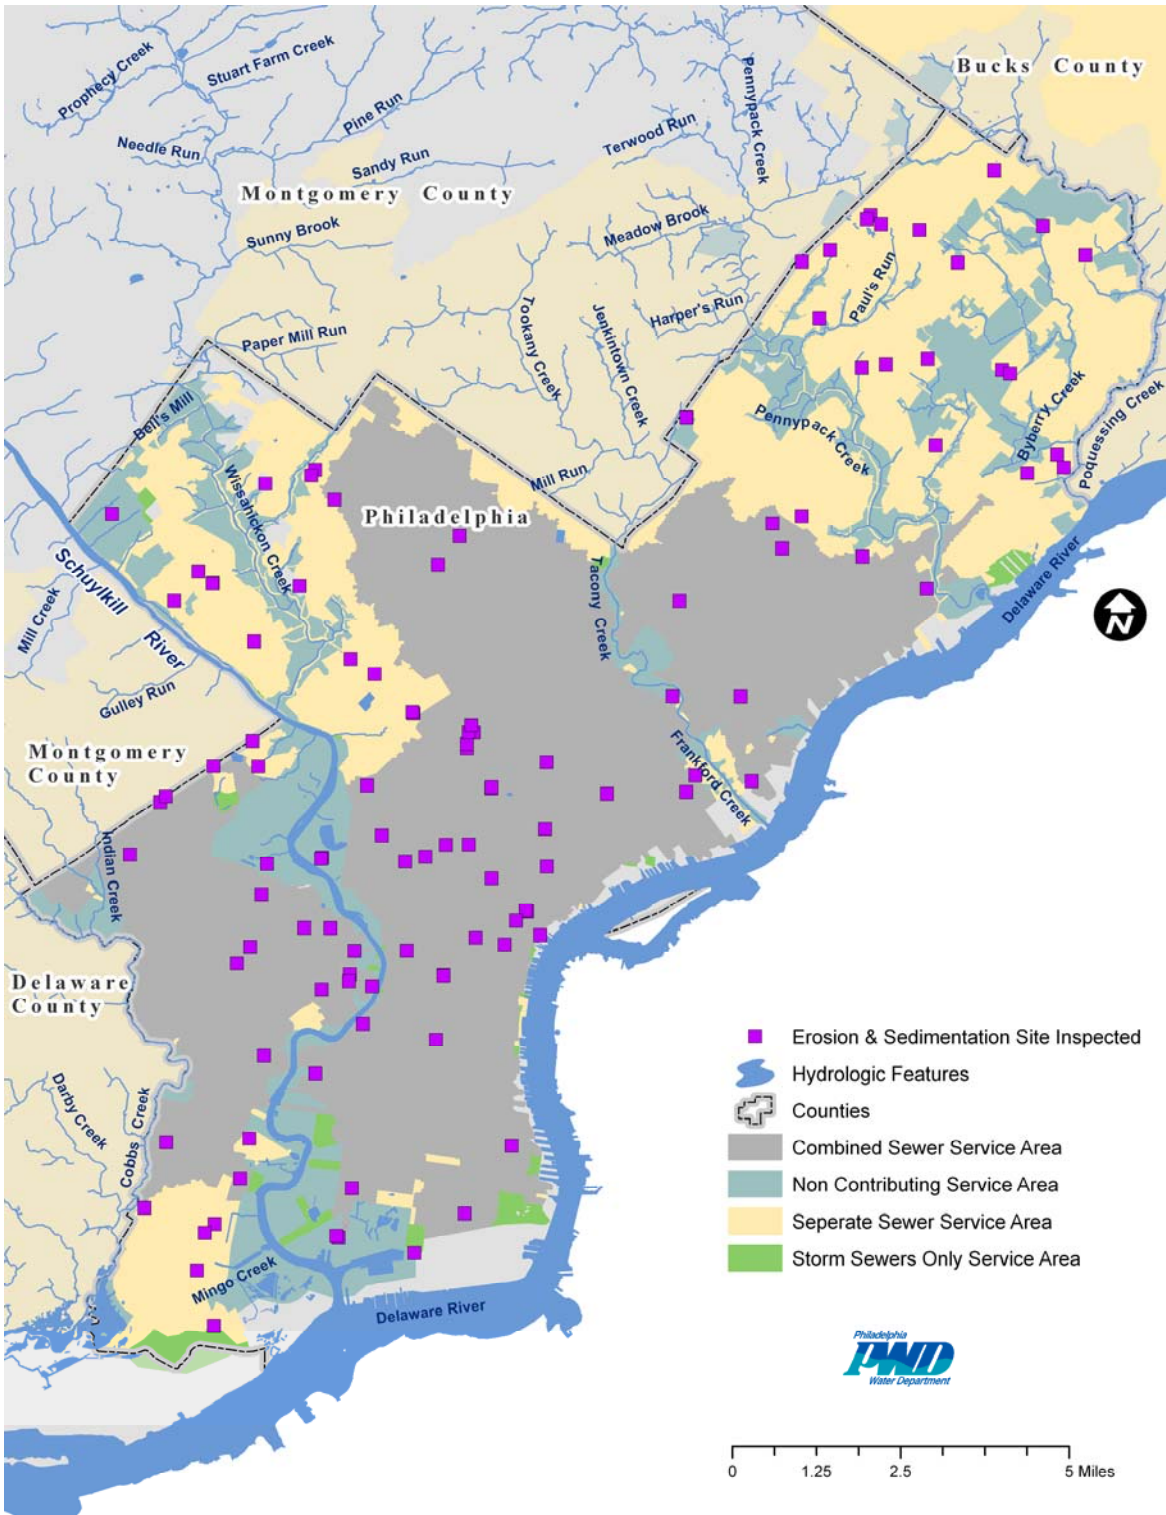 Prophecy Creek
Stuart Farm Creek
Pine Run
Needle Run
Sandy Run
Terwood Run
Pennypack Creek
Bucks County
Montgomery County
Sunny Brook
Meadow Brook
Paul's Run
Harper's Run
Tookany Creek
Jenkintown Creek
Paper Mill Run
Bell's Mill
Pennypack Creek
Byberry Creek
Poquessing Creek
Wissahickon Creek
Mill Run
Philadelphia
Schuylkill River
Tacony Creek
Delaware River
Mill Creek
Gulley Run
N
Montgomery
County
Frankford Creek
Indian Creek
Delaware
County
Darby Creek
Cobbs Creek
Mingo Creek
Delaware River
Erosion & Sedimentation Site Inspected
Hydrologic Features
Counties
Combined Sewer Service Area
Non Contributing Service Area
Seperate Sewer Service Area
Storm Sewers Only Service Area
Philadelphia
PWD
Water Department
0 1.25 2.5 5 Miles